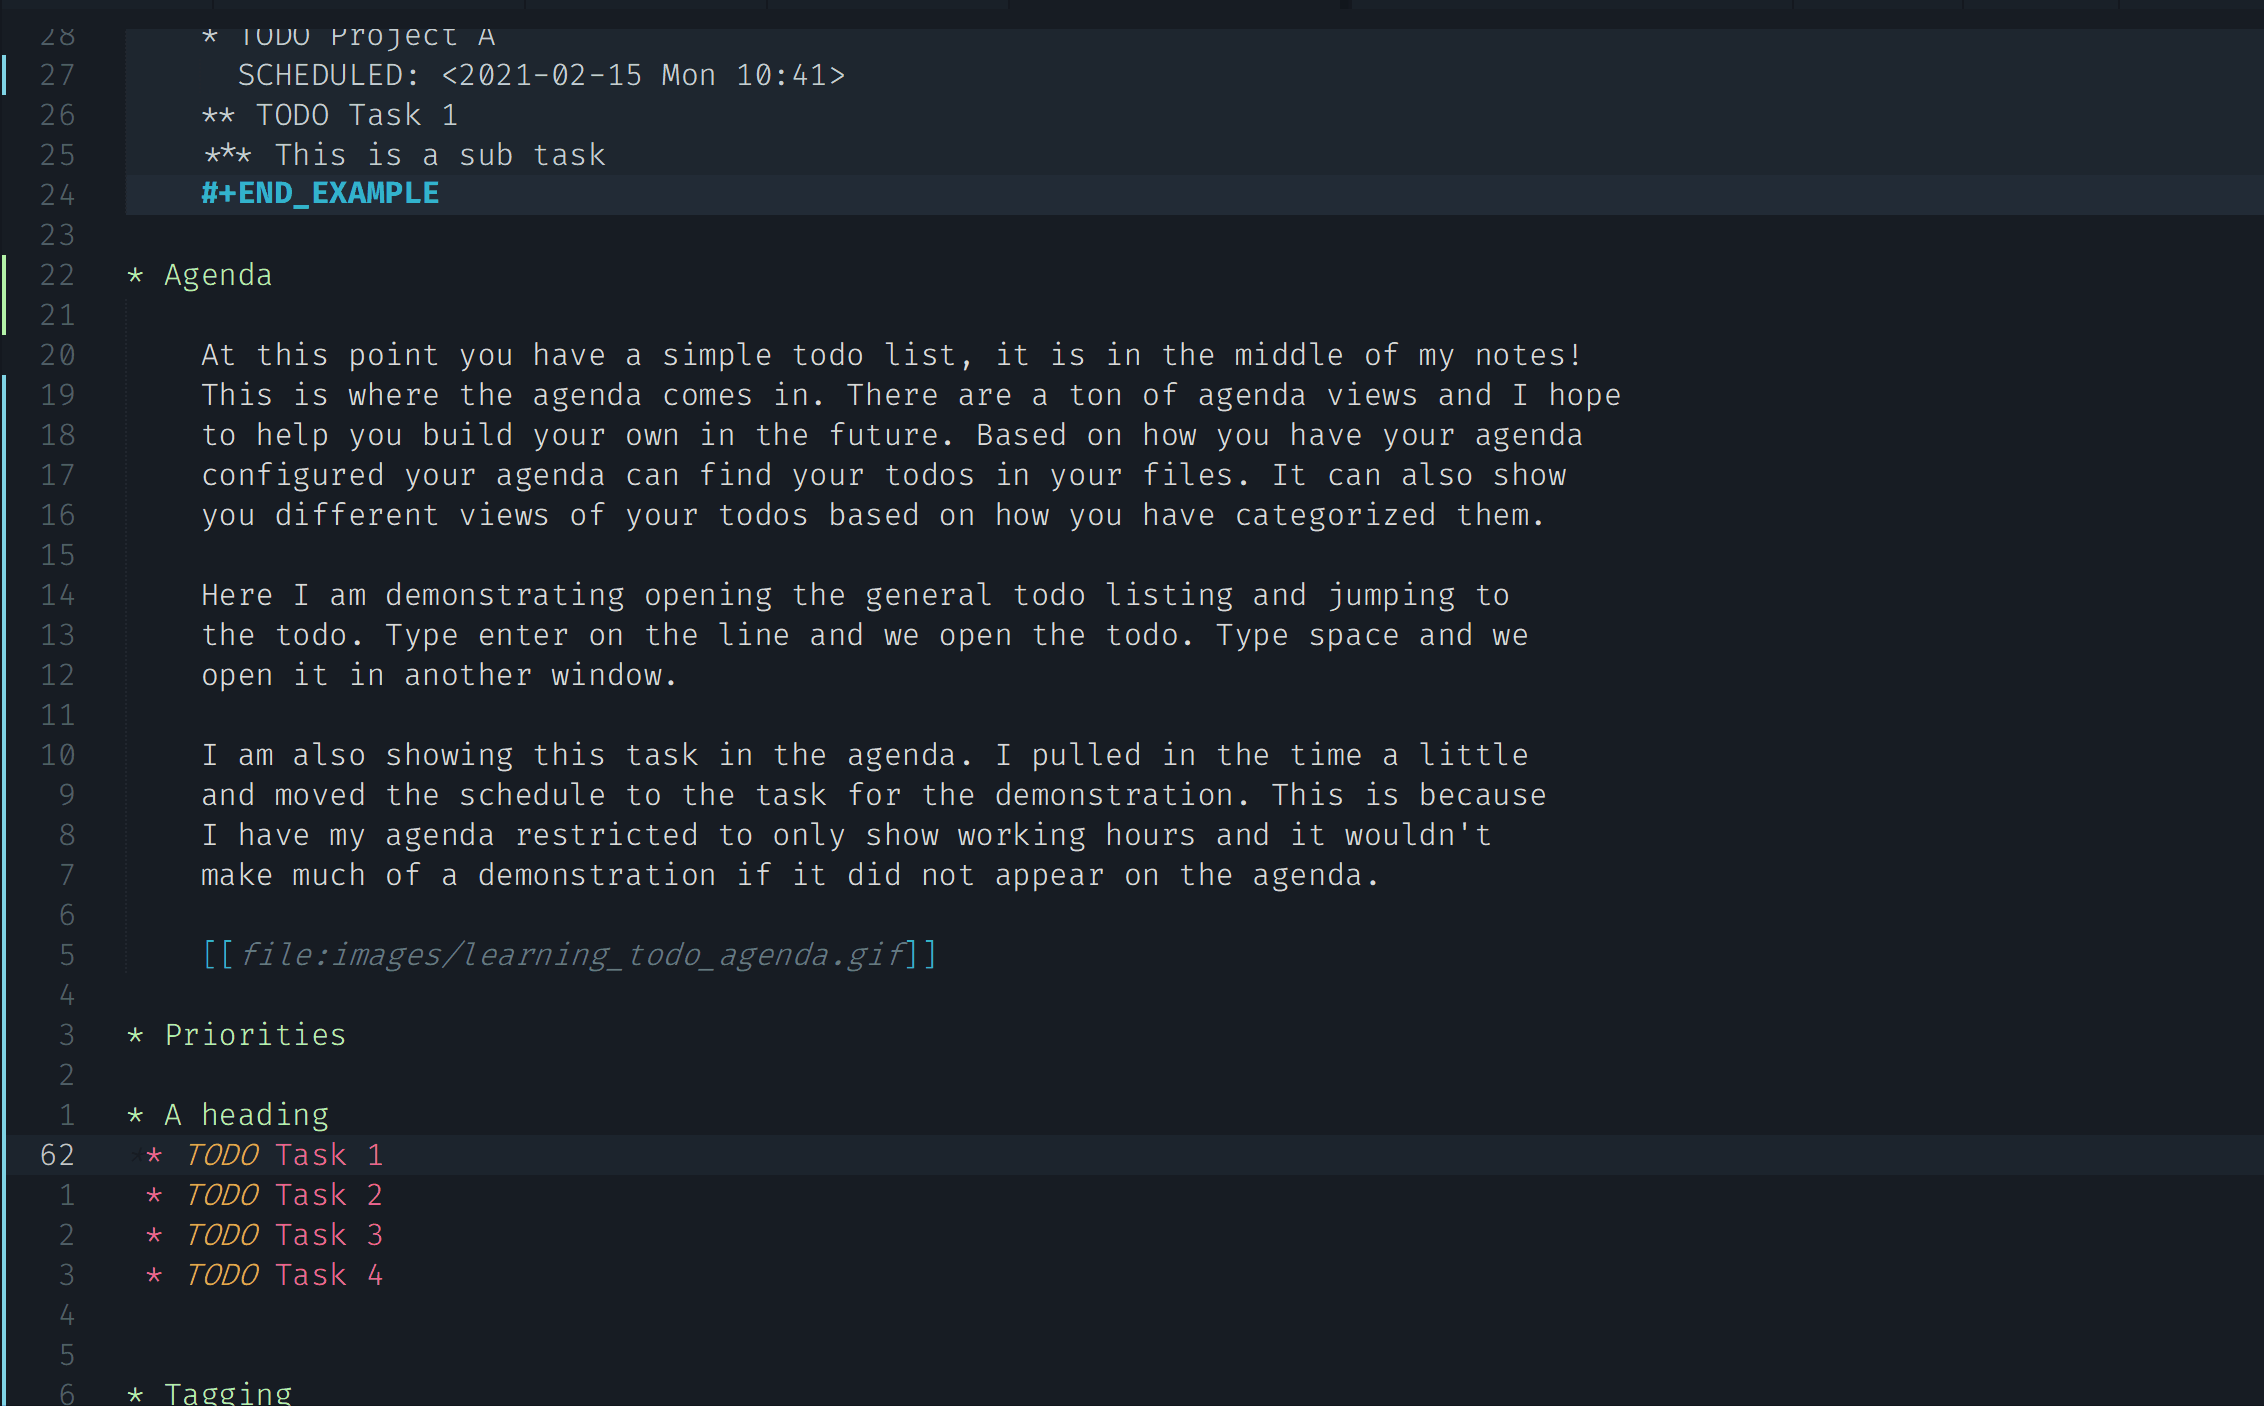 28 * TODO Project A
27 SCHEDULED: <2021-02-15 Mon 10:41>
26 ** TODO Task 1
25 *** This is a sub task
24 #+END_EXAMPLE
23
22 * Agenda
21
20 At this point you have a simple todo list, it is in the middle of my notes!
19 This is where the agenda comes in. There are a ton of agenda views and I hope
18 to help you build your own in the future. Based on how you have your agenda
17 configured your agenda can find your todos in your files. It can also show
16 you different views of your todos based on how you have categorized them.
15
14 Here I am demonstrating opening the general todo listing and jumping to
13 the todo. Type enter on the line and we open the todo. Type space and we
12 open it in another window.
11
10 I am also showing this task in the agenda. I pulled in the time a little
9 and moved the schedule to the task for the demonstration. This is because
8 I have my agenda restricted to only show working hours and it wouldn't
7 make much of a demonstration if it did not appear on the agenda.
6
5 [[file:images/learning_todo_agenda.gif]]
4
3 * Priorities
2
1 * A heading
62 ** TODO Task 1
1 * TODO Task 2
2 * TODO Task 3
3 * TODO Task 4
4
5
6 * Tagging